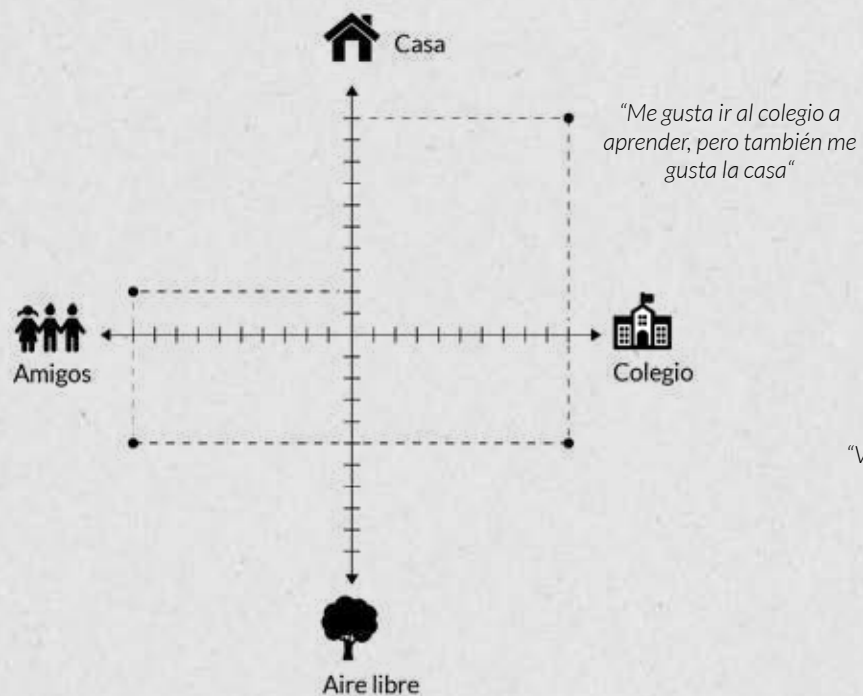 Casa
“Me gusta ir al colegio a
aprender, pero también me
gusta la casa“
Amigos
Colegio
“V
Aire libre